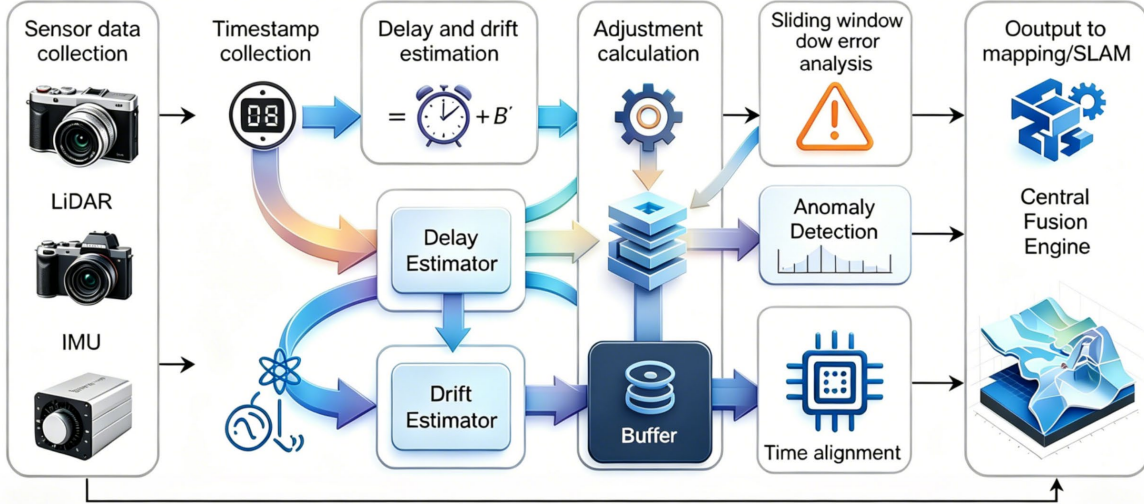 Sensor data
collection
LiDAR
IMU
Timestamp
collection
08
Delay and drift
estimation
= + B′
Delay
Estimator
Drift
Estimator
Adjustment
calculation
Buffer
Sliding window
dow error
analysis
Anomaly
Detection
Time alignment
Ooutput to
mapping/SLAM
Central
Fusion
Engine